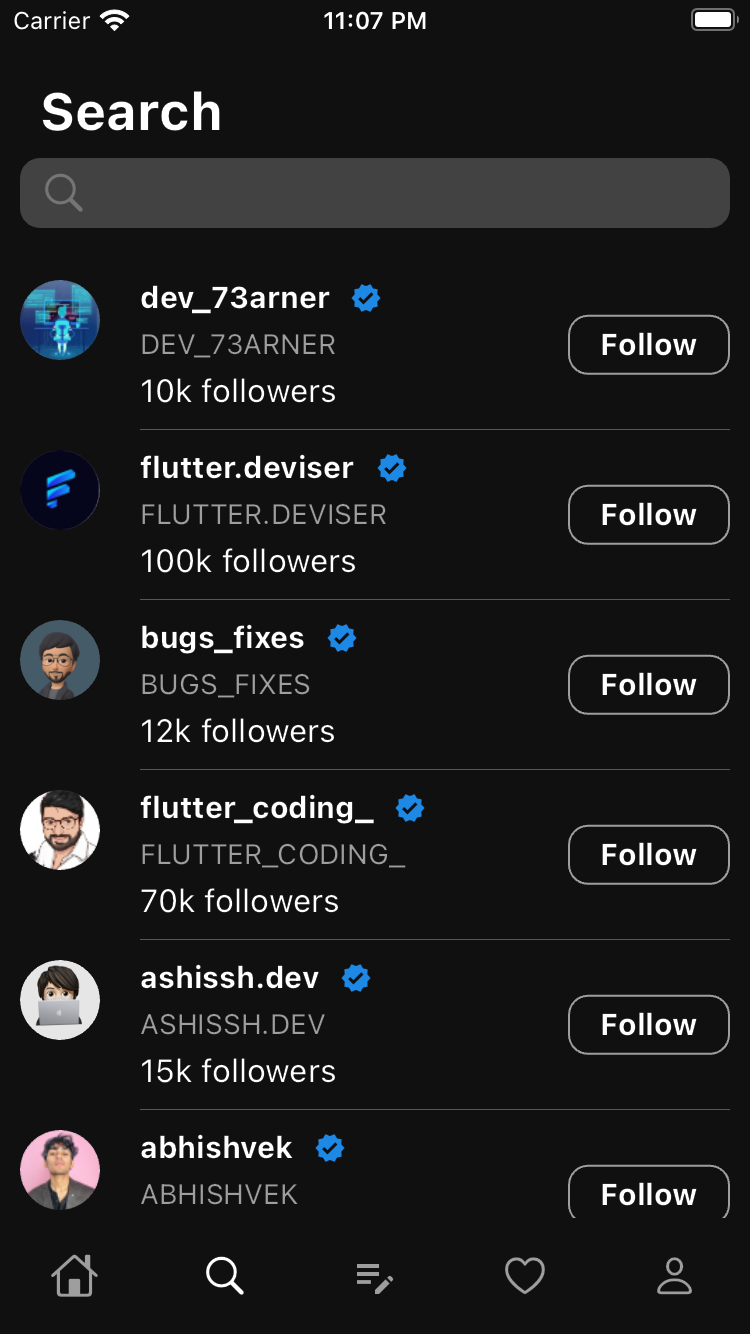 Carrier 11:07 PM
Search
dev_73arner
DEV_73ARNER
Follow
10k followers
flutter.deviser
FLUTTER.DEVISER
Follow
100k followers
bugs_fixes
BUGS_FIXES
Follow
12k followers
flutter_coding_
FLUTTER_CODING_
Follow
70k followers
ashissh.dev
ASHISSH.DEV
Follow
15k followers
abhishvek
ABHISHVEK
Follow